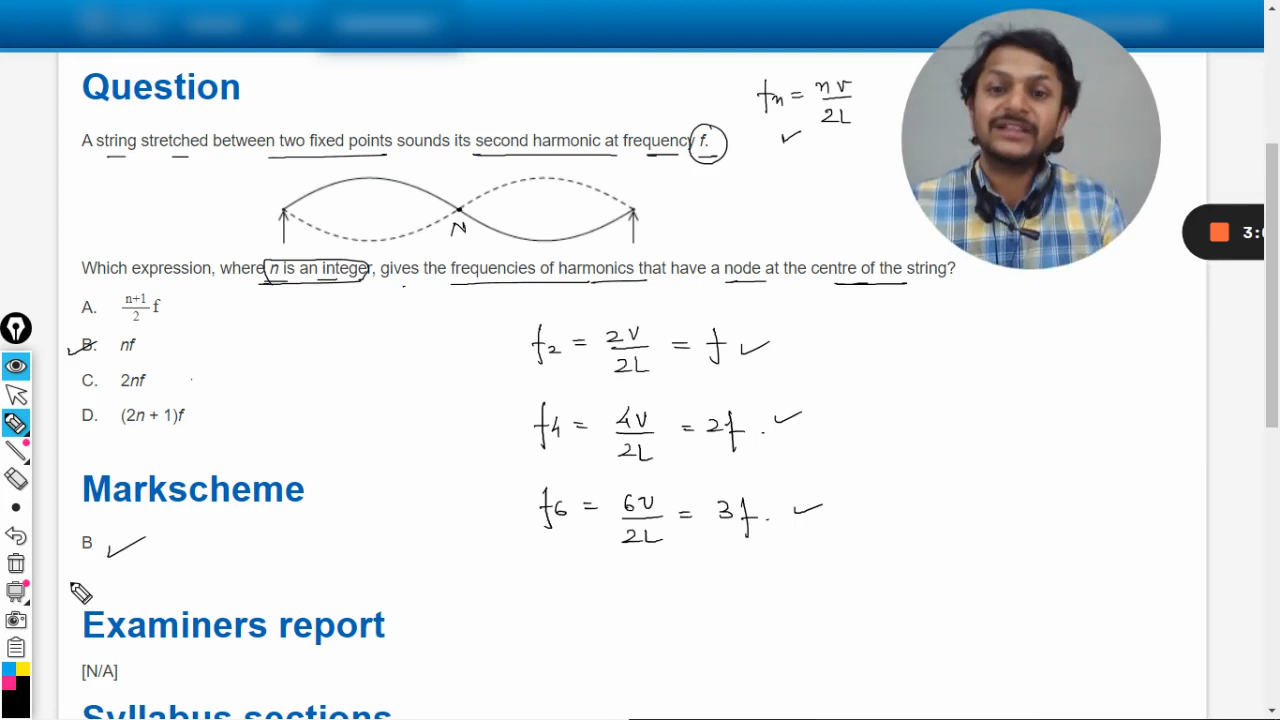 Question
fn = nv/2L
A string stretched between two fixed points sounds its second harmonic at frequency f.
N
Which expression, where n is an integer, gives the frequencies of harmonics that have a node at the centre of the string?
A. n+1/2 f
B. nf
C. 2nf
D. (2n + 1)f
f2 = 2V/2L = f
f4 = 4V/2L = 2f.
f6 = 6V/2L = 3f.
Markscheme
B
Examiners report
[N/A]
Syllabus sections